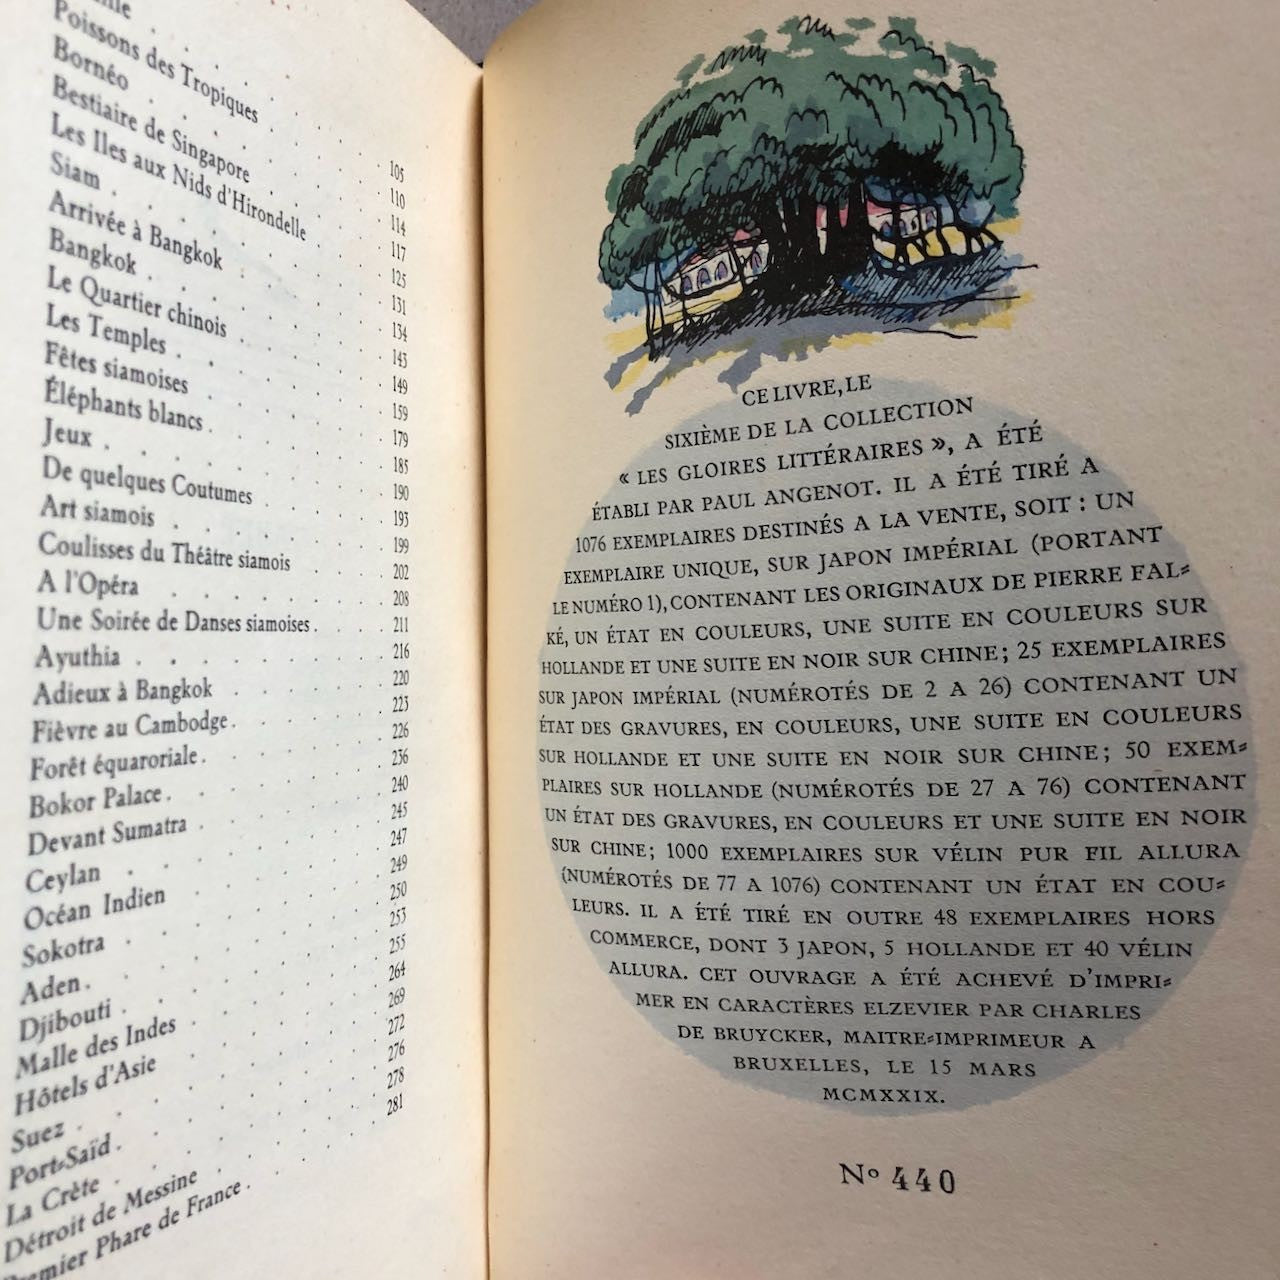 105
Poissons des Tropiques . . . 110
Bornéo . . . 114
Bestiaire de Singapore . . . 117
Les Iles aux Nids d'Hirondelle . . . 125
Siam . . . 131
Arrivée à Bangkok . . . 134
Bangkok . . . 143
Le Quartier chinois . . . 149
Les Temples . . . 159
Fêtes siamoises . . . 179
Éléphants blancs . . . 185
Jeux . . . 190
De quelques Coutumes . . . 193
Art siamois . . . 199
Coulisses du Théâtre siamois . . . 202
A l'Opéra . . . 208
Une Soirée de Danses siamoises . . . 211
Ayuthia . . . 216
Adieux à Bangkok . . . 220
Fièvre au Cambodge . . . 223
Forêt équaroriale . . . 226
Bokor Palace . . . 236
Devant Sumatra . . . 240
Ceylan . . . 245
Océan Indien . . . 247
Sokotra . . . 249
Aden . . . 250
Djibouti . . . 253
Malle des Indes . . . 255
Hôtels d'Asie . . . 264
Suez . . . 269
Port-Saïd . . . 272
La Crète . . . 276
Détroit de Messine . . . 278
Premier Phare de France . . . 281
CE LIVRE, LE
SIXIÈME DE LA COLLECTION
« LES GLOIRES LITTÉRAIRES », A ÉTÉ
ÉTABLI PAR PAUL ANGENOT. IL A ÉTÉ TIRÉ A
1076 EXEMPLAIRES DESTINÉS A LA VENTE, SOIT : UN
EXEMPLAIRE UNIQUE, SUR JAPON IMPÉRIAL (PORTANT
LE NUMÉRO 1), CONTENANT LES ORIGINAUX DE PIERRE FAL-
KÉ, UN ÉTAT EN COULEURS, UNE SUITE EN COULEURS SUR
HOLLANDE ET UNE SUITE EN NOIR SUR CHINE ; 25 EXEMPLAIRES
SUR JAPON IMPÉRIAL (NUMÉROTÉS DE 2 A 26) CONTENANT UN
ÉTAT DES GRAVURES, EN COULEURS, UNE SUITE EN COULEURS
SUR HOLLANDE ET UNE SUITE EN NOIR SUR CHINE ; 50 EXEM-
PLAIRES SUR HOLLANDE (NUMÉROTÉS DE 27 A 76) CONTENANT
UN ÉTAT DES GRAVURES, EN COULEURS ET UNE SUITE EN NOIR
SUR CHINE ; 1000 EXEMPLAIRES SUR VÉLIN PUR FIL ALLURA
(NUMÉROTÉS DE 77 A 1076) CONTENANT UN ÉTAT EN COU-
LEURS. IL A ÉTÉ TIRÉ EN OUTRE 48 EXEMPLAIRES HORS
COMMERCE, DONT 3 JAPON, 5 HOLLANDE ET 40 VÉLIN
ALLURA. CET OUVRAGE A ÉTÉ ACHEVÉ D'IMPRI-
MER EN CARACTÈRES ELZEVIER PAR CHARLES
DE BRUYCKER, MAITRE-IMPRIMEUR A
BRUXELLES, LE 15 MARS
MCMXXIX.
No 440